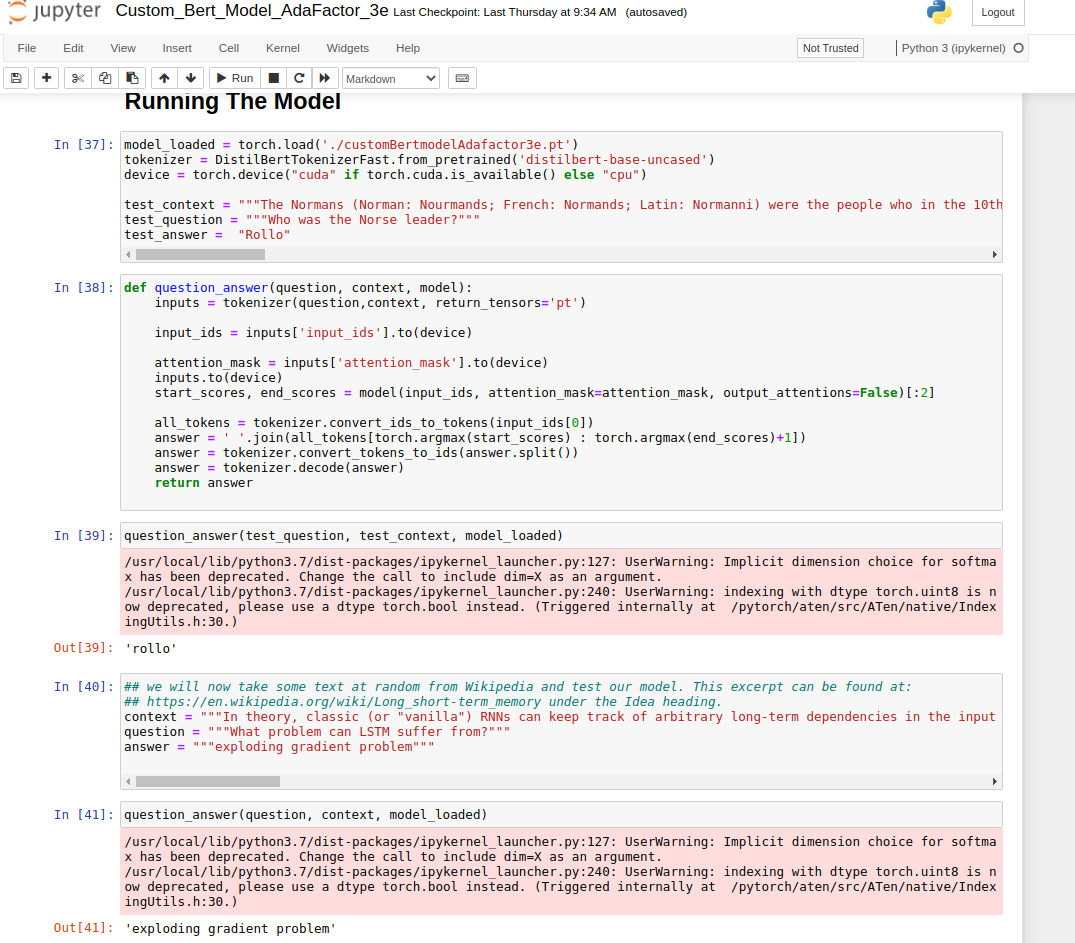 jupyter Custom_Bert_Model_AdaFactor_3e Last Checkpoint: Last Thursday at 9:34 AM (autosaved) Logout
File Edit View Insert Cell Kernel Widgets Help Not Trusted Python 3 (ipykernel)
Run Markdown
Running The Model
In [37]: model_loaded = torch.load('./customBertmodelAdafactor3e.pt')
tokenizer = DistilBertTokenizerFast.from_pretrained('distilbert-base-uncased')
device = torch.device("cuda" if torch.cuda.is_available() else "cpu")
test_context = """The Normans (Norman: Nourmands; French: Normands; Latin: Normanni) were the people who in the 10th
test_question = """Who was the Norse leader?"""
test_answer =  "Rollo"
In [38]: def question_answer(question, context, model):
    inputs = tokenizer(question,context, return_tensors='pt')
    input_ids = inputs['input_ids'].to(device)
    attention_mask = inputs['attention_mask'].to(device)
    inputs.to(device)
    start_scores, end_scores = model(input_ids, attention_mask=attention_mask, output_attentions=False)[:2]
    all_tokens = tokenizer.convert_ids_to_tokens(input_ids[0])
    answer = ' '.join(all_tokens[torch.argmax(start_scores) : torch.argmax(end_scores)+1])
    answer = tokenizer.convert_tokens_to_ids(answer.split())
    answer = tokenizer.decode(answer)
    return answer
In [39]: question_answer(test_question, test_context, model_loaded)
/usr/local/lib/python3.7/dist-packages/ipykernel_launcher.py:127: UserWarning: Implicit dimension choice for softma
x has been deprecated. Change the call to include dim=X as an argument.
/usr/local/lib/python3.7/dist-packages/ipykernel_launcher.py:240: UserWarning: indexing with dtype torch.uint8 is n
ow deprecated, please use a dtype torch.bool instead. (Triggered internally at  /pytorch/aten/src/ATen/native/Index
ingUtils.h:30.)
Out[39]: 'rollo'
In [40]: ## we will now take some text at random from Wikipedia and test our model. This excerpt can be found at:
## https://en.wikipedia.org/wiki/Long_short-term_memory under the Idea heading.
context = """In theory, classic (or "vanilla") RNNs can keep track of arbitrary long-term dependencies in the input
question = """What problem can LSTM suffer from?"""
answer = """exploding gradient problem"""
In [41]: question_answer(question, context, model_loaded)
/usr/local/lib/python3.7/dist-packages/ipykernel_launcher.py:127: UserWarning: Implicit dimension choice for softma
x has been deprecated. Change the call to include dim=X as an argument.
/usr/local/lib/python3.7/dist-packages/ipykernel_launcher.py:240: UserWarning: indexing with dtype torch.uint8 is n
ow deprecated, please use a dtype torch.bool instead. (Triggered internally at  /pytorch/aten/src/ATen/native/Index
ingUtils.h:30.)
Out[41]: 'exploding gradient problem'